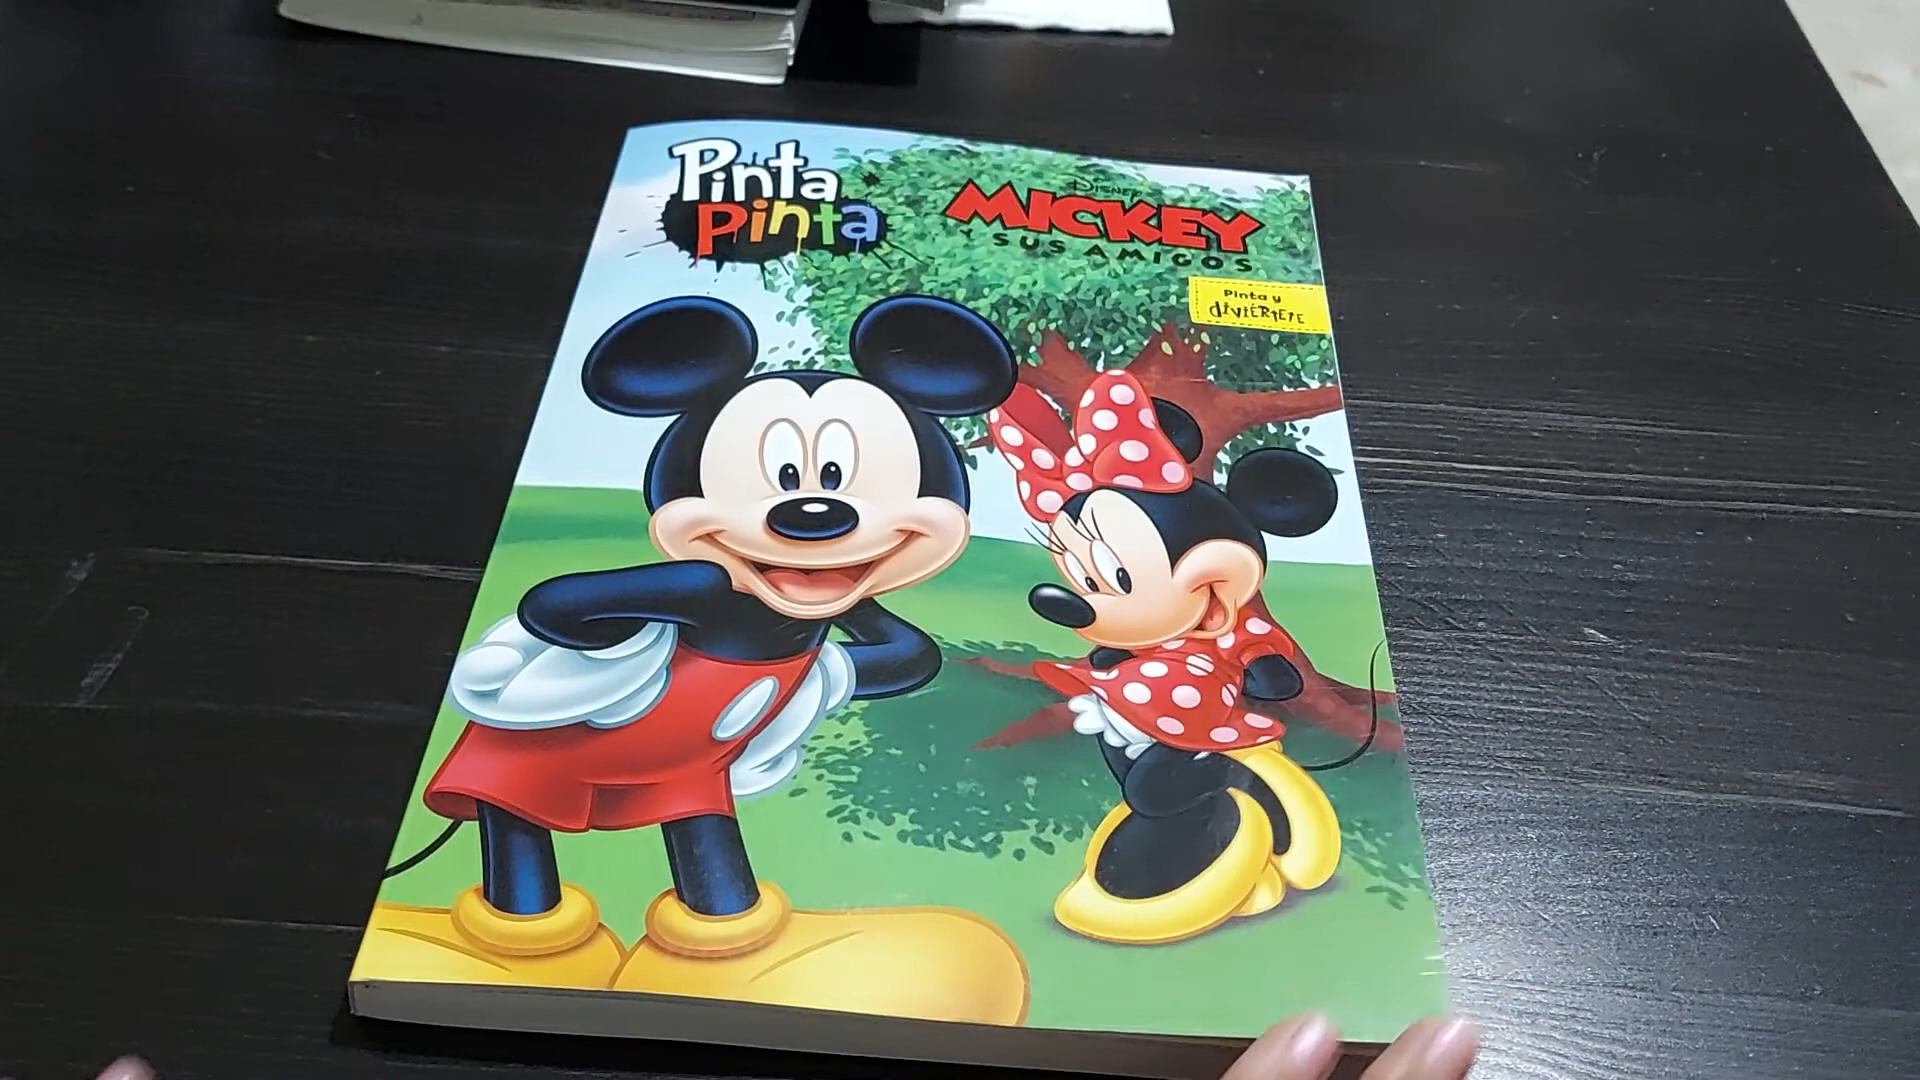 Pinta
Pinta
Disney
MICKEY
Y SUS AMIGOS
Pinta y
diviértete